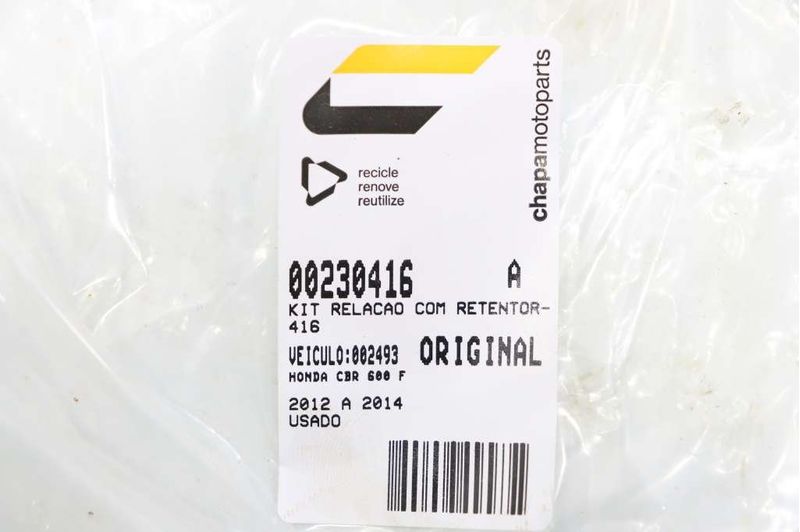 chapamotoparts
recicle
renove
reutilize
00230416 A
KIT RELACAO COM RETENTOR-
416
VEICULO:002493 ORIGINAL
HONDA CBR 600 F
2012 A 2014
USADO